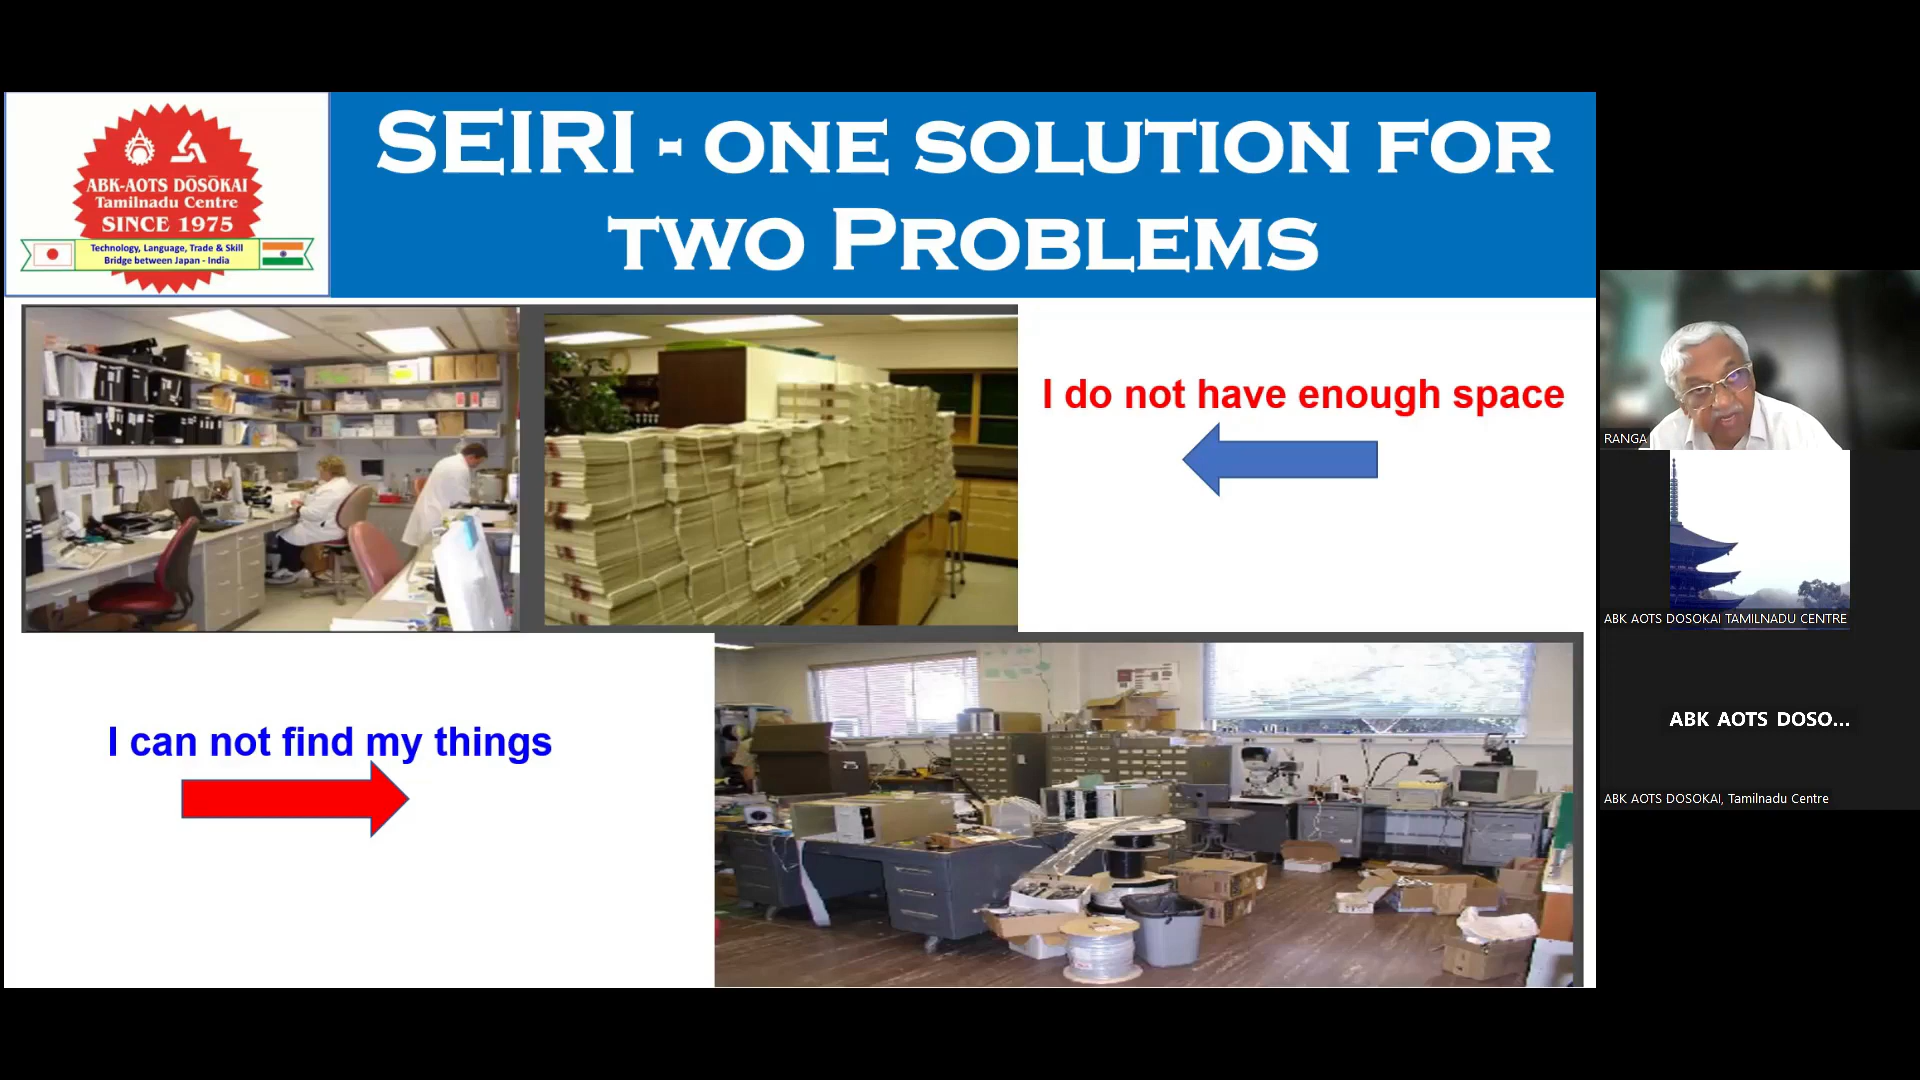 ABK-AOTS DŌSŌKAI
Tamilnadu Centre
SINCE 1975
Technology, Language, Trade & Skill
Bridge between Japan - India
SEIRI - ONE SOLUTION FOR
TWO PROBLEMS
I do not have enough space
I can not find my things
RANGA
ABK AOTS DOSOKAI TAMILNADU CENTRE
ABK AOTS DOSO...
ABK AOTS DOSOKAI, Tamilnadu Centre